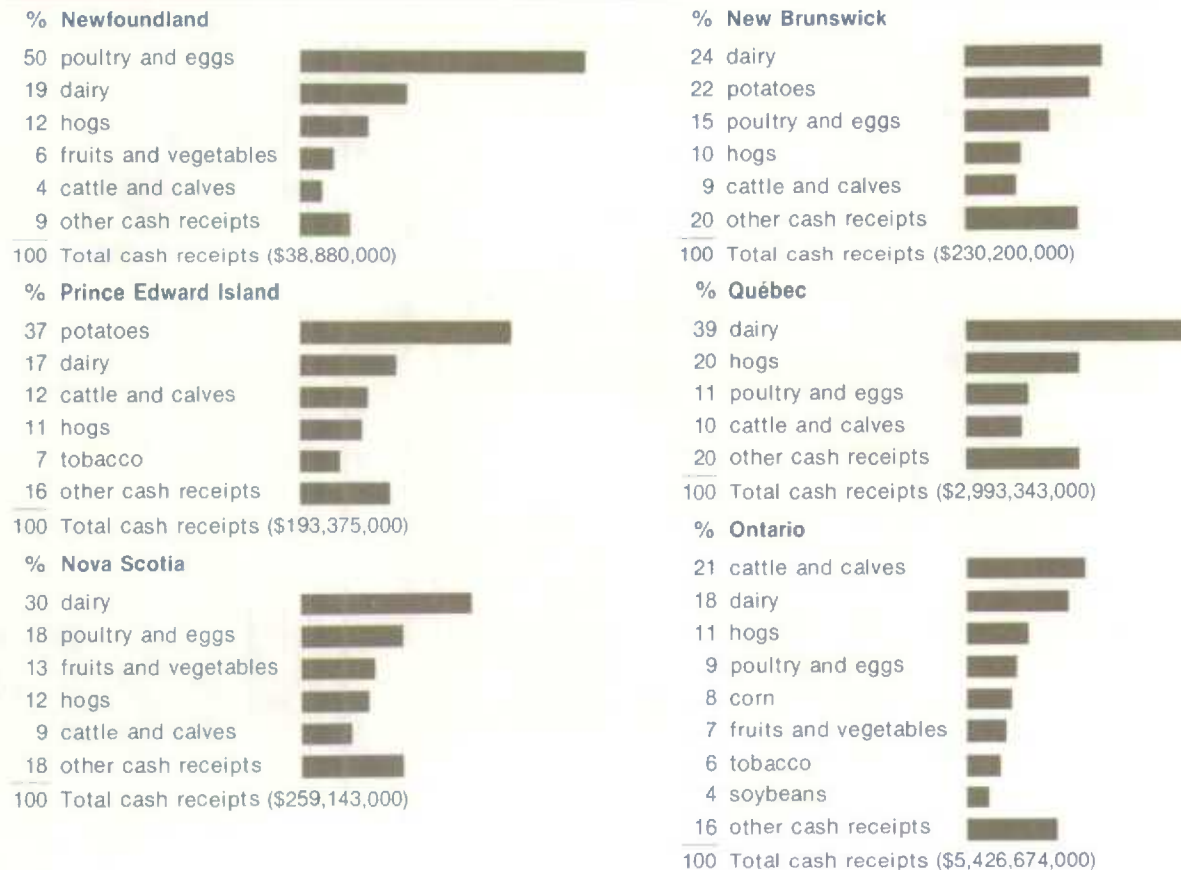 % Newfoundland
50 poultry and eggs
19 dairy
12 hogs
6 fruits and vegetables
4 cattle and calves
9 other cash receipts
100 Total cash receipts ($38,880,000)
% Prince Edward Island
37 potatoes
17 dairy
12 cattle and calves
11 hogs
7 tobacco
16 other cash receipts
100 Total cash receipts ($193,375,000)
% Nova Scotia
30 dairy
18 poultry and eggs
13 fruits and vegetables
12 hogs
9 cattle and calves
18 other cash receipts
100 Total cash receipts ($259,143,000)
% New Brunswick
24 dairy
22 potatoes
15 poultry and eggs
10 hogs
9 cattle and calves
20 other cash receipts
100 Total cash receipts ($230,200,000)
% Québec
39 dairy
20 hogs
11 poultry and eggs
10 cattle and calves
20 other cash receipts
100 Total cash receipts ($2,993,343,000)
% Ontario
21 cattle and calves
18 dairy
11 hogs
9 poultry and eggs
8 corn
7 fruits and vegetables
6 tobacco
4 soybeans
16 other cash receipts
100 Total cash receipts ($5,426,674,000)